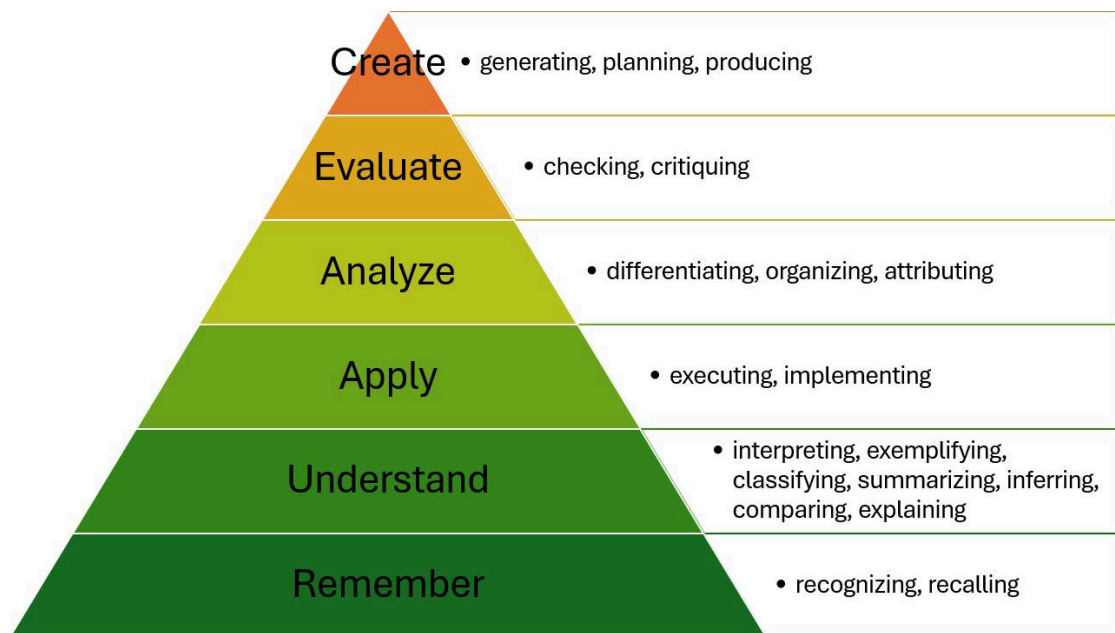 Create
• generating, planning, producing
Evaluate
• checking, critiquing
Analyze
• differentiating, organizing, attributing
Apply
• executing, implementing
Understand
• interpreting, exemplifying,
classifying, summarizing, inferring,
comparing, explaining
Remember
• recognizing, recalling